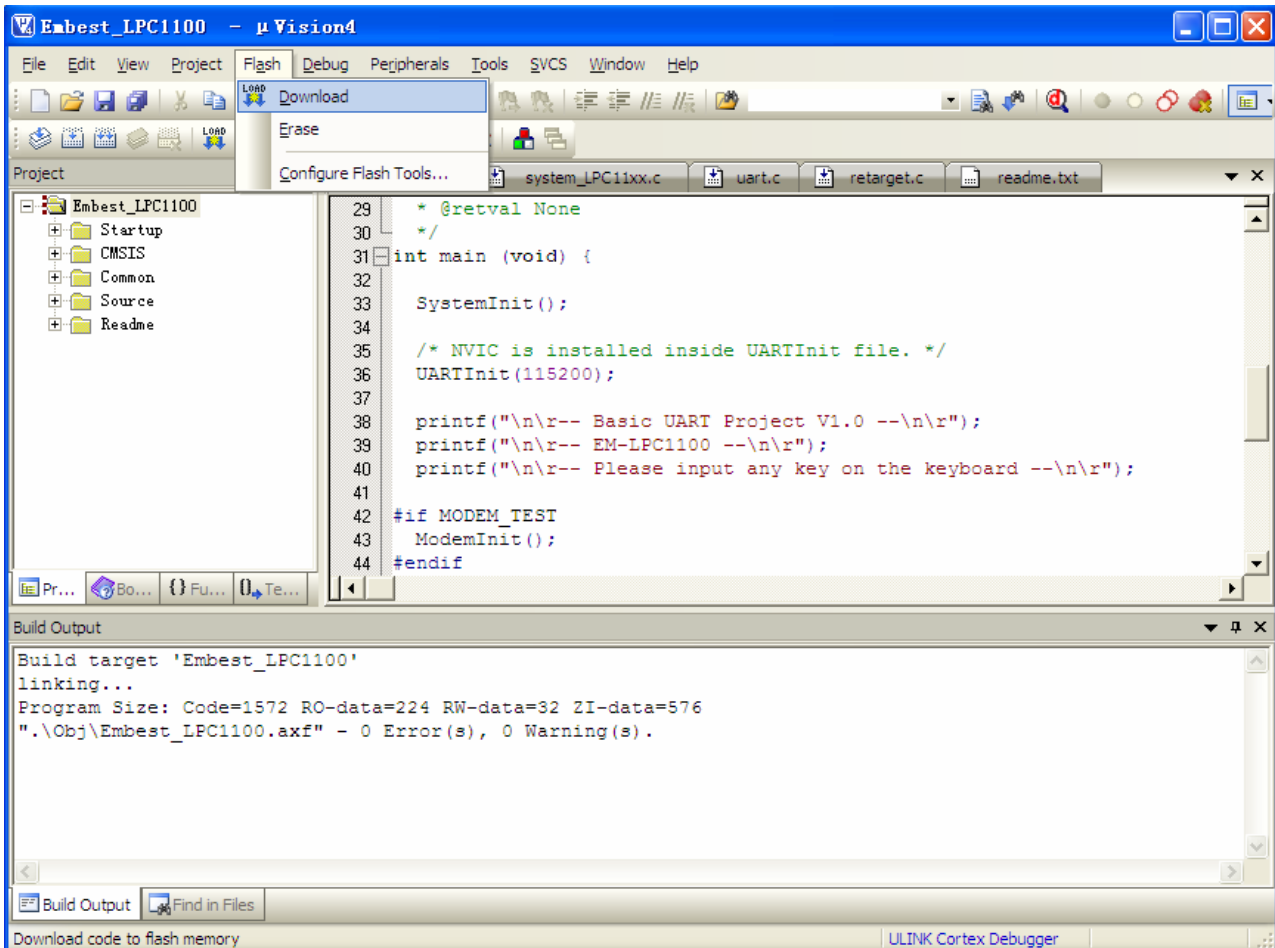 Embest_LPC1100 - µVision4
File Edit View Project Flash Debug Peripherals Tools SVCS Window Help
LOAD Download
Erase
Configure Flash Tools...
LOAD
Project
system_LPC11xx.c uart.c retarget.c readme.txt
Embest_LPC1100
Startup
CMSIS
Common
Source
Readme
29 * @retval None
30 */
31 int main (void) {
32
33 SystemInit();
34
35 /* NVIC is installed inside UARTInit file. */
36 UARTInit(115200);
37
38 printf("\n\r-- Basic UART Project V1.0 --\n\r");
39 printf("\n\r-- EM-LPC1100 --\n\r");
40 printf("\n\r-- Please input any key on the keyboard --\n\r");
41
42 #if MODEM_TEST
43 ModemInit();
44 #endif
Pr... Bo... {} Fu... 0 Te...
Build Output
Build target 'Embest_LPC1100'
linking...
Program Size: Code=1572 RO-data=224 RW-data=32 ZI-data=576
".\Obj\Embest_LPC1100.axf" - 0 Error(s), 0 Warning(s).
Build Output Find in Files
Download code to flash memory ULINK Cortex Debugger